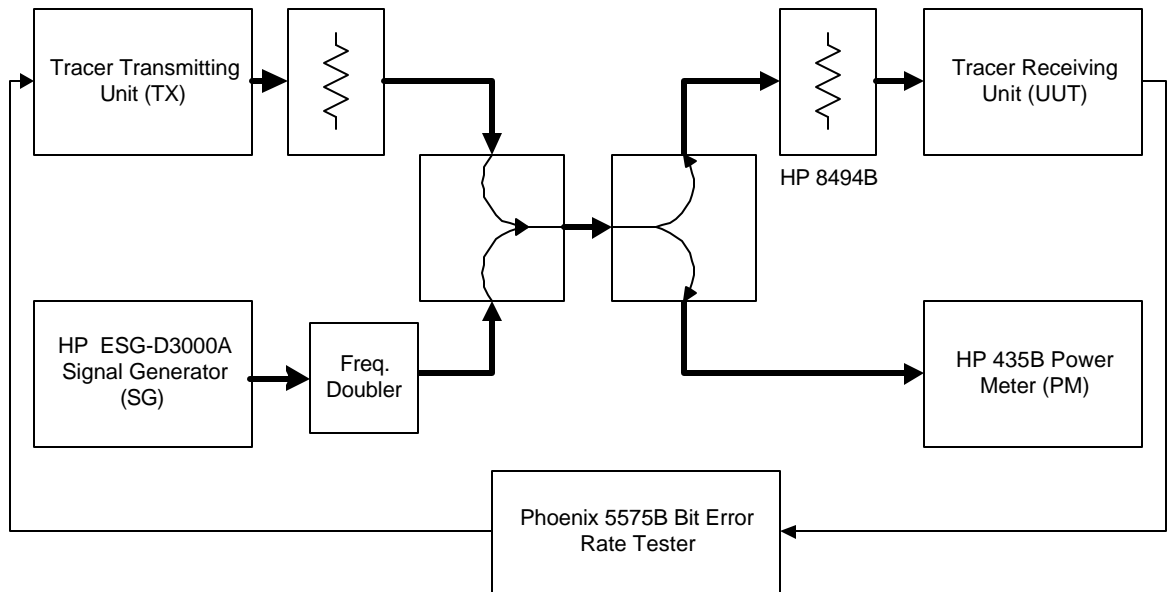 Tracer Transmitting
Unit (TX)
Tracer Receiving
Unit (UUT)
HP 8494B
HP  ESG-D3000A
Signal Generator
(SG)
Freq.
Doubler
HP 435B Power
Meter (PM)
Phoenix 5575B Bit Error
Rate Tester